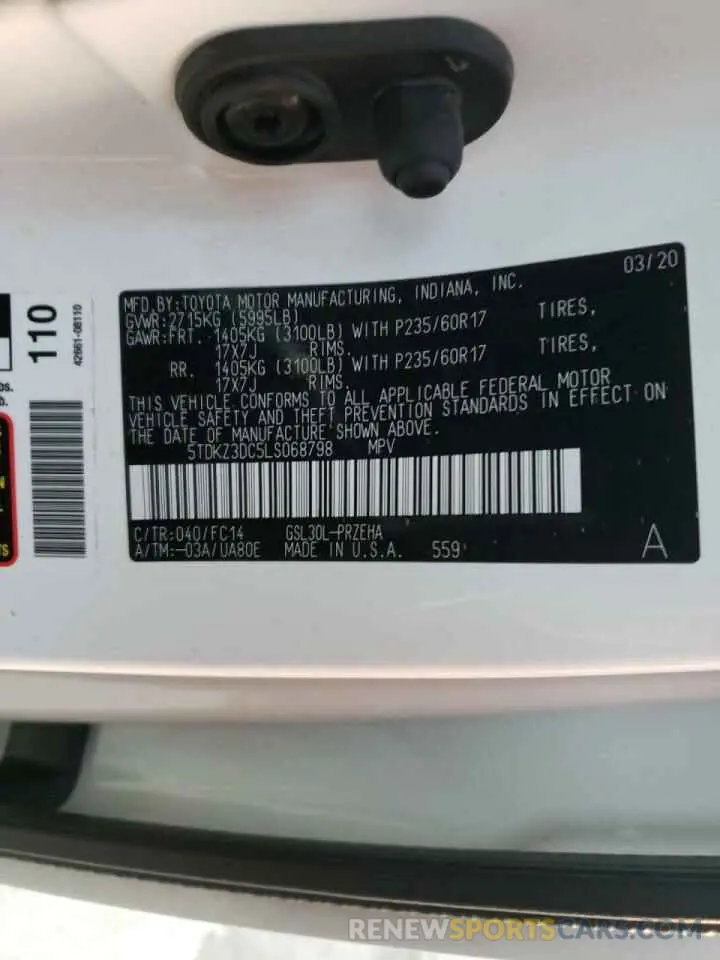 03/20
MFD.BY:TOYOTA MOTOR MANUFACTURING, INDIANA, INC.
GVWR:2715KG (5995LB)
GAWR:FRT. 1405KG (3100LB) WITH P235/60R17 TIRES,
17X7J RIMS.
RR. 1405KG (3100LB) WITH P235/60R17 TIRES,
17X7J RIMS.
THIS VEHICLE CONFORMS TO ALL APPLICABLE FEDERAL MOTOR
VEHICLE SAFETY AND THEFT PREVENTION STANDARDS IN EFFECT ON
THE DATE OF MANUFACTURE SHOWN ABOVE.
5TDKZ3DC5LS068798 MPV
C/TR:040/FC14 GSL30L-PRZEHA
A/TM:-03A/UA80E MADE IN U.S.A. 559
A
110
42661-08110
RENEWSPORTSCARS.COM